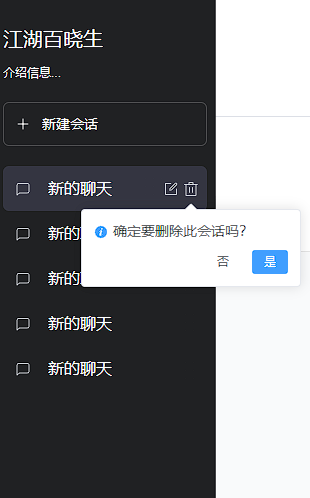 江湖百晓生
介绍信息...
新建会话
新的聊天
确定要删除此会话吗？
否 是
新的
新的
新的聊天
新的聊天